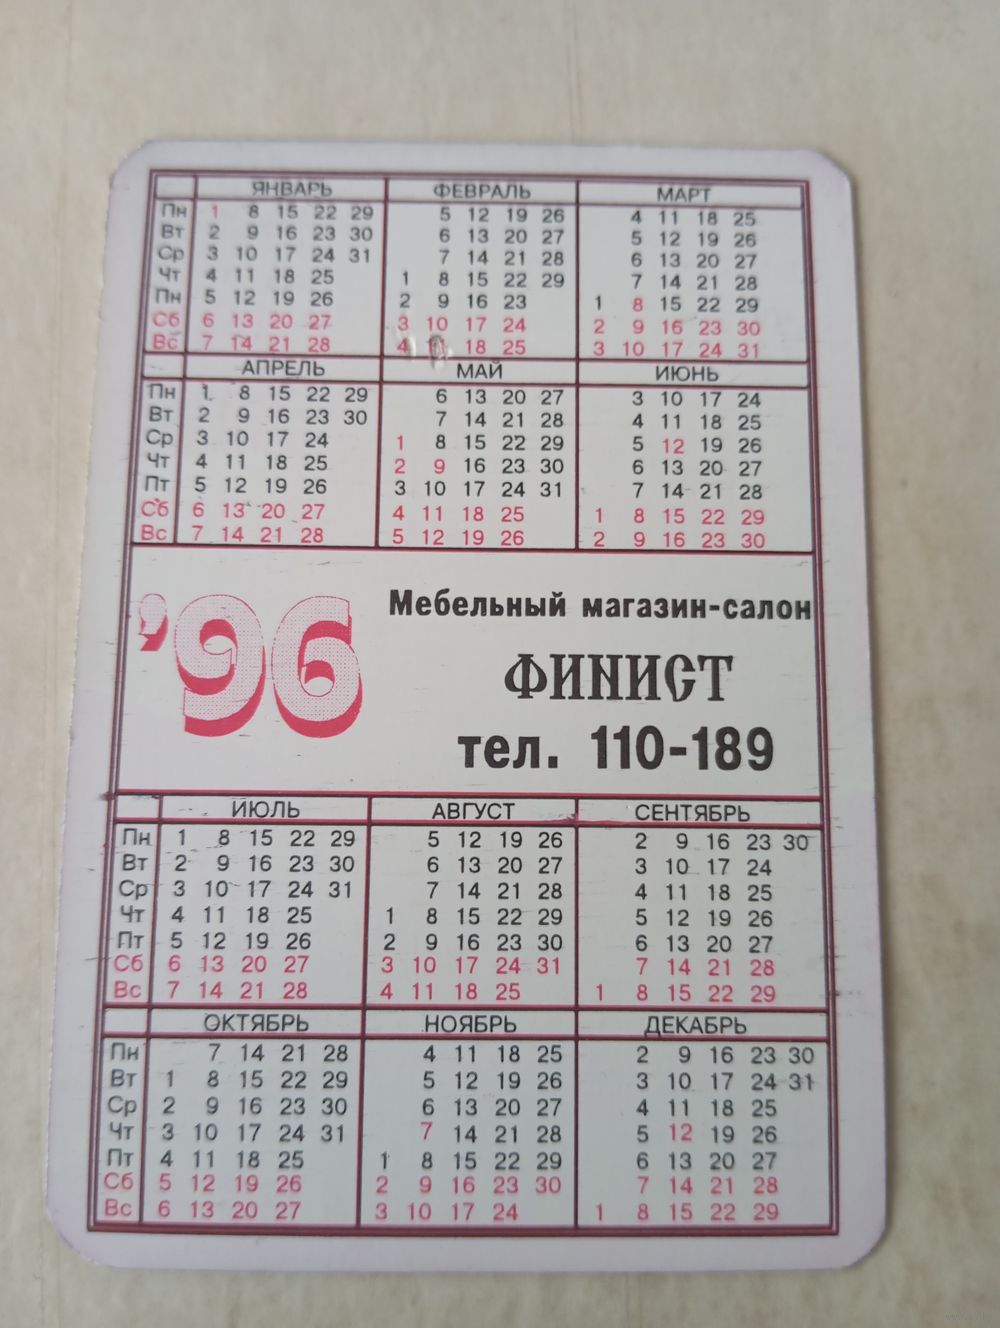 ЯНВАРЬ ФЕВРАЛЬ МАРТ
Пн 1 8 15 22 29 5 12 19 26 4 11 18 25
Вт 2 9 16 23 30 6 13 20 27 5 12 19 26
Ср 3 10 17 24 31 7 14 21 28 6 13 20 27
Чт 4 11 18 25 1 8 15 22 29 7 14 21 28
Пн 5 12 19 26 2 9 16 23 1 8 15 22 29
Сб 6 13 20 27 3 10 17 24 2 9 16 23 30
Вс 7 14 21 28 4 18 25 3 10 17 24 31
АПРЕЛЬ МАЙ ИЮНЬ
Пн 1 8 15 22 29 6 13 20 27 3 10 17 24
Вт 2 9 16 23 30 7 14 21 28 4 11 18 25
Ср 3 10 17 24 1 8 15 22 29 5 12 19 26
Чт 4 11 18 25 2 9 16 23 30 6 13 20 27
Пт 5 12 19 26 3 10 17 24 31 7 14 21 28
Сб 6 13 20 27 4 11 18 25 1 8 15 22 29
Вс 7 14 21 28 5 12 19 26 2 9 16 23 30
'96
Мебельный магазин-салон
ФИНИСТ
тел. 110-189
ИЮЛЬ АВГУСТ СЕНТЯБРЬ
Пн 1 8 15 22 29 5 12 19 26 2 9 16 23 30
Вт 2 9 16 23 30 6 13 20 27 3 10 17 24
Ср 3 10 17 24 31 7 14 21 28 4 11 18 25
Чт 4 11 18 25 1 8 15 22 29 5 12 19 26
Пт 5 12 19 26 2 9 16 23 30 6 13 20 27
Сб 6 13 20 27 3 10 17 24 31 7 14 21 28
Вс 7 14 21 28 4 11 18 25 1 8 15 22 29
ОКТЯБРЬ НОЯБРЬ ДЕКАБРЬ
Пн 7 14 21 28 4 11 18 25 2 9 16 23 30
Вт 1 8 15 22 29 5 12 19 26 3 10 17 24 31
Ср 2 9 16 23 30 6 13 20 27 4 11 18 25
Чт 3 10 17 24 31 7 14 21 28 5 12 19 26
Пт 4 11 18 25 1 8 15 22 29 6 13 20 27
Сб 5 12 19 26 2 9 16 23 30 7 14 21 28
Вс 6 13 20 27 3 10 17 24 1 8 15 22 29